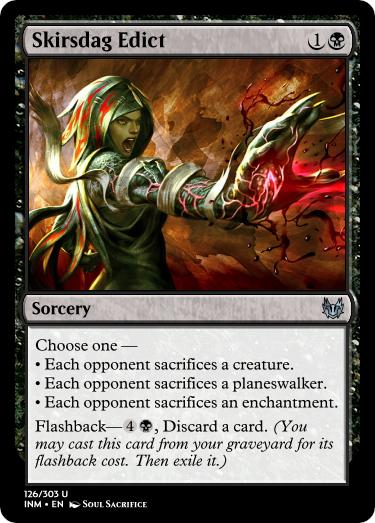 Skirsdag Edict 1
Sorcery
Choose one —
• Each opponent sacrifices a creature.
• Each opponent sacrifices a planeswalker.
• Each opponent sacrifices an enchantment.
Flashback—4, Discard a card. (You
may cast this card from your graveyard for its
flashback cost. Then exile it.)
126/303 U
INM • EN Soul Sacrifice